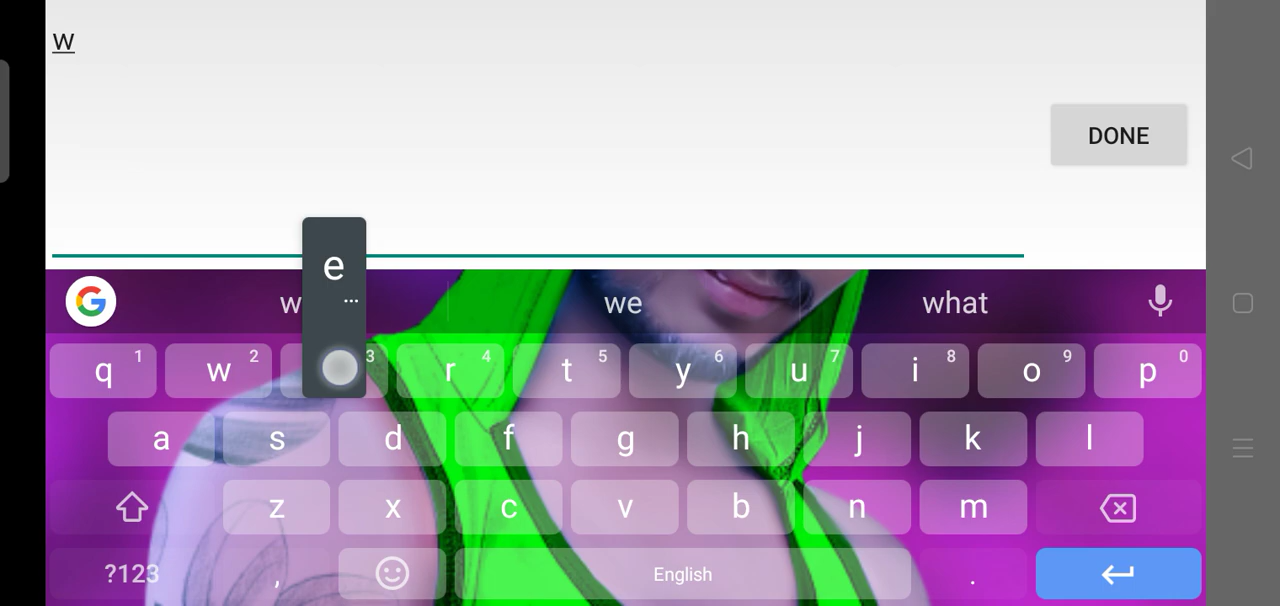 w
DONE
e
...
w we what
q 1 w 2 3 r 4 t 5 y 6 u 7 i 8 o 9 p 0
a s d f g h j k l
z x c v b n m
?123 , English .